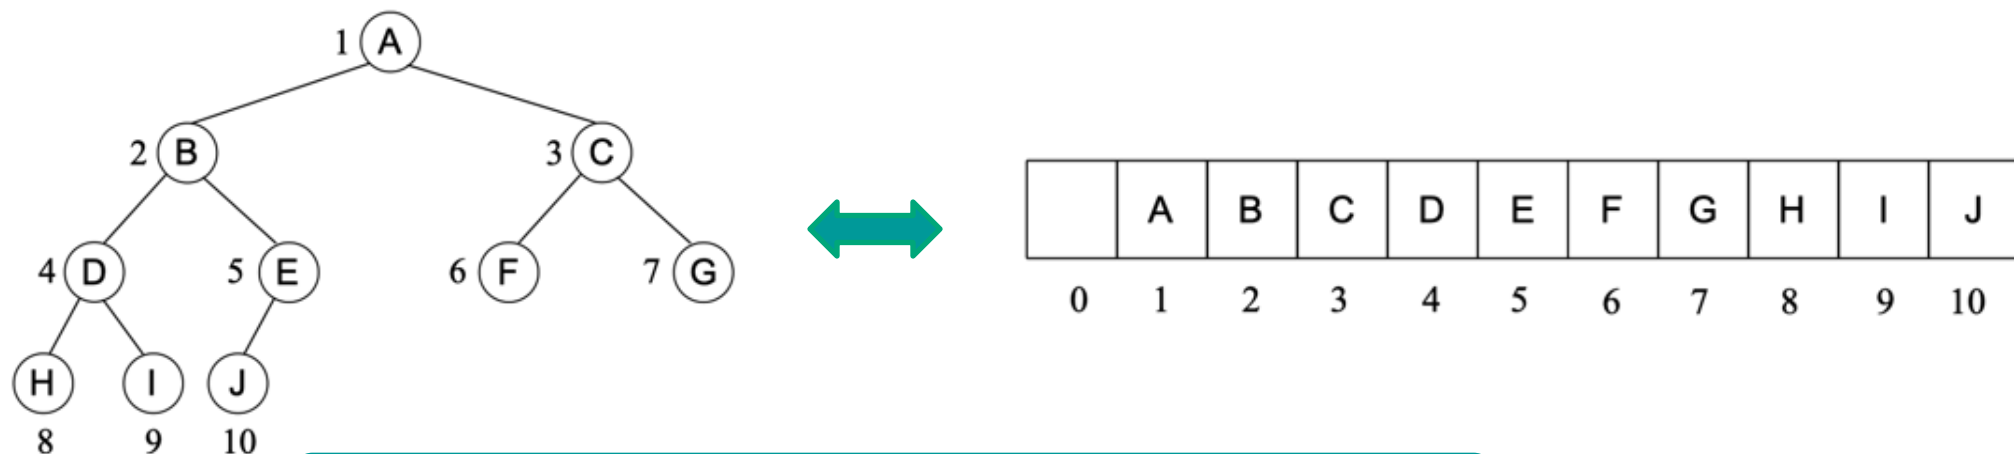 1 A
2 B 3 C
A B C D E F G H I J
4 D 5 E 6 F 7 G
0 1 2 3 4 5 6 7 8 9 10
H I J
8 9 10